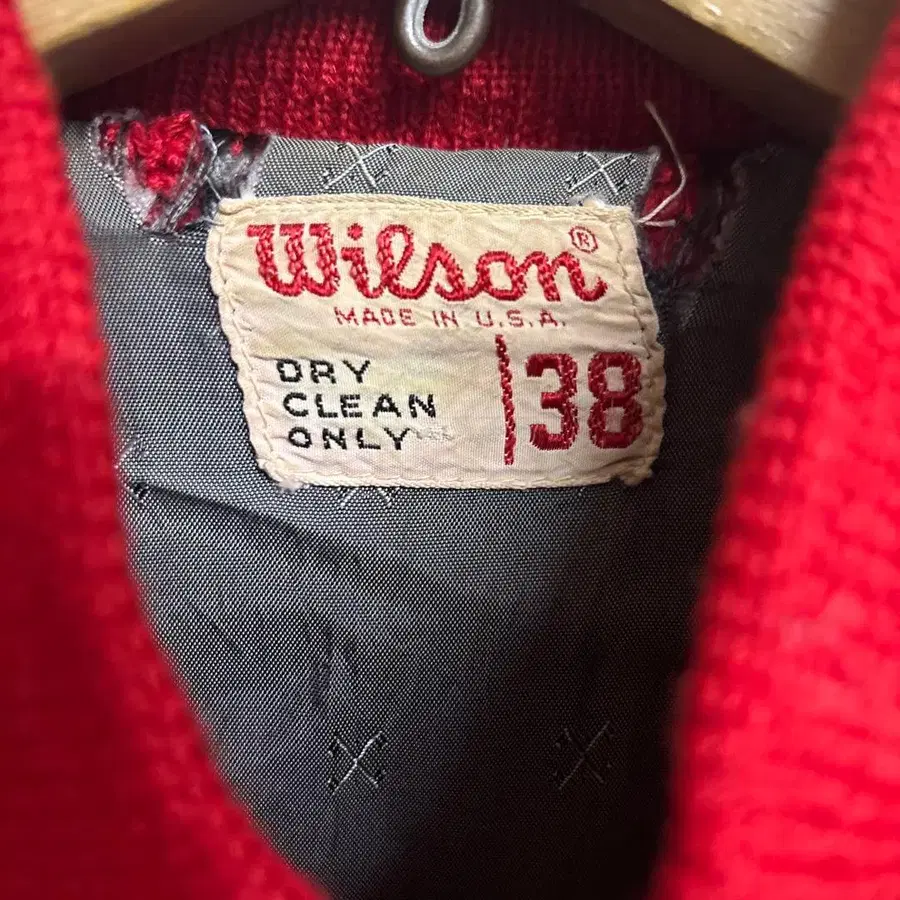 Wilson®
MADE IN U.S.A.
DRY
CLEAN
ONLY
38